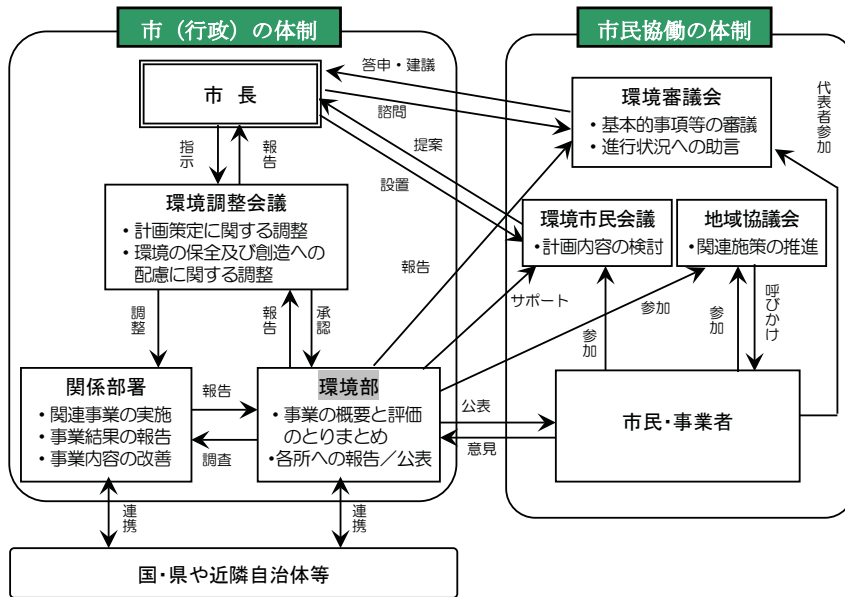 市（行政）の体制
市民協働の体制
市 長
答申・建議
諮問
提案
設置
指示
報告
環境審議会
・基本的事項等の審議
・進行状況への助言
代表者参加
環境調整会議
・計画策定に関する調整
・環境の保全及び創造への
配慮に関する調整
環境市民会議
・計画内容の検討
地域協議会
・関連施策の推進
報告
サポート
参加
調整
報告
承認
参加
参加
呼びかけ
関係部署
・関連事業の実施
・事業結果の報告
・事業内容の改善
報告
調査
環境部
・事業の概要と評価
のとりまとめ
・各所への報告／公表
公表
意見
市民・事業者
連携
連携
国・県や近隣自治体等